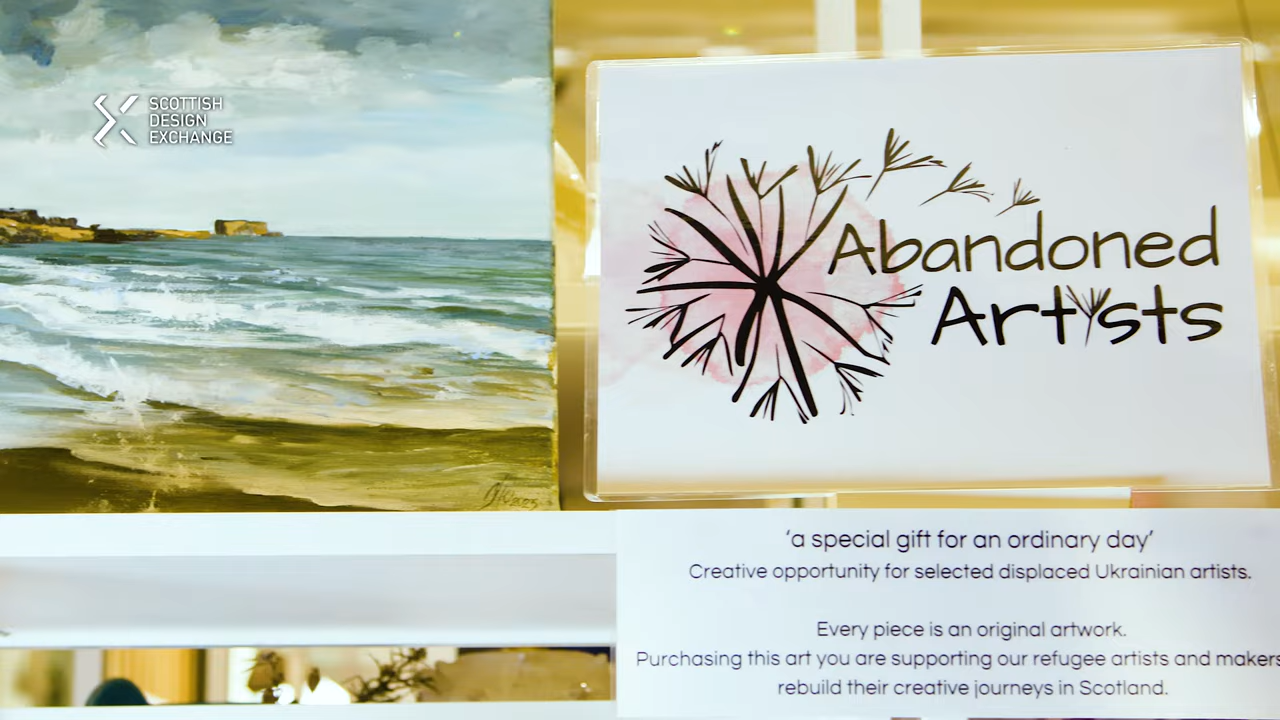 SCOTTISH
DESIGN
EXCHANGE
Abandoned
Artists
‘a special gift for an ordinary day’
Creative opportunity for selected displaced Ukrainian artists.
Every piece is an original artwork.
Purchasing this art you are supporting our refugee artists and makers
rebuild their creative journeys in Scotland.